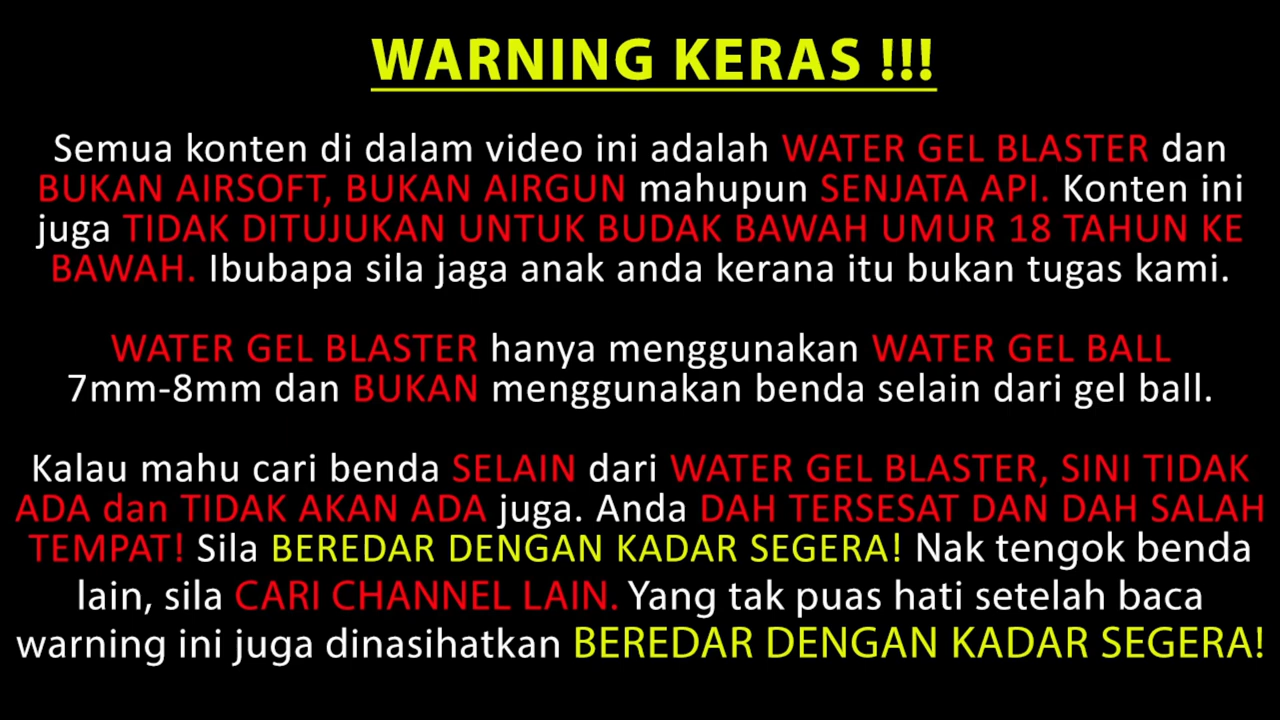 WARNING KERAS !!!
Semua konten di dalam video ini adalah WATER GEL BLASTER dan
BUKAN AIRSOFT, BUKAN AIRGUN mahupun SENJATA API. Konten ini
juga TIDAK DITUJUKAN UNTUK BUDAK BAWAH UMUR 18 TAHUN KE
BAWAH. Ibubapa sila jaga anak anda kerana itu bukan tugas kami.
WATER GEL BLASTER hanya menggunakan WATER GEL BALL
7mm-8mm dan BUKAN menggunakan benda selain dari gel ball.
Kalau mahu cari benda SELAIN dari WATER GEL BLASTER, SINI TIDAK
ADA dan TIDAK AKAN ADA juga. Anda DAH TERSESAT DAN DAH SALAH
TEMPAT! Sila BEREDAR DENGAN KADAR SEGERA! Nak tengok benda
lain, sila CARI CHANNEL LAIN. Yang tak puas hati setelah baca
warning ini juga dinasihatkan BEREDAR DENGAN KADAR SEGERA!